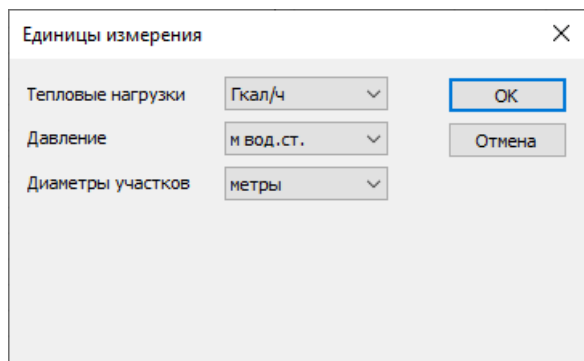 Единицы измерения
Тепловые нагрузки Гкал/ч OK
Давление м вод.ст. Отмена
Диаметры участков метры